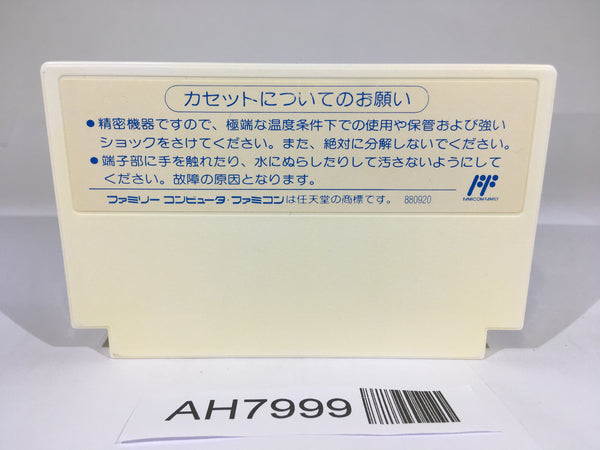 カセットについてのお願い
●精密機器ですので、極端な温度条件下での使用や保管および強い
ショックをさけてください。また、絶対に分解しないでください。
●端子部に手を触れたり、水にぬらしたりして汚さないようにして
ください。故障の原因となります。
ファミリー コンピュータ・ファミコンは任天堂の商標です。 880920
FAMICOM FAMILY
AH7999